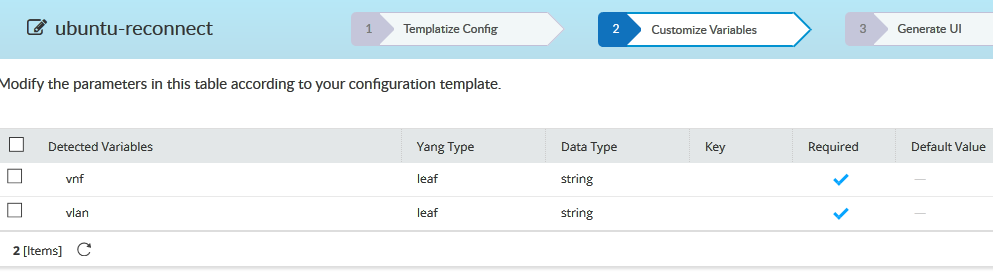 ubuntu-reconnect
1 Templatize Config
2 Customize Variables
3 Generate UI
Modify the parameters in this table according to your configuration template.
Detected Variables Yang Type Data Type Key Required Default Value
vnf leaf string —
vlan leaf string —
2 [Items]